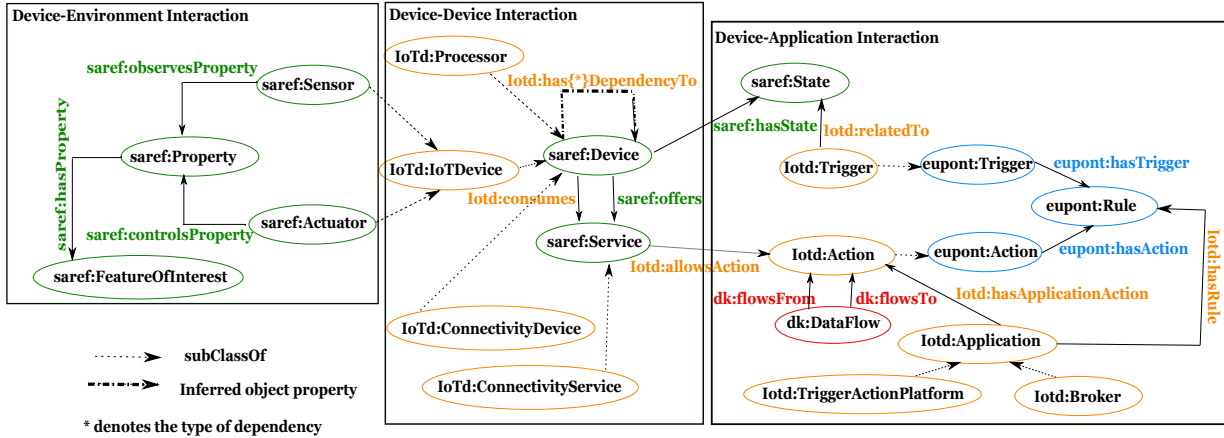 Device-Environment Interaction
saref:observesProperty
saref:Sensor
saref:hasProperty
saref:Property
saref:controlsProperty
saref:Actuator
saref:FeatureOfInterest
Device-Device Interaction
IoTd:Processor
Iotd:has{*}DependencyTo
saref:Device
IoTd:IoTDevice
Iotd:consumes
saref:offers
saref:Service
IoTd:ConnectivityDevice
IoTd:ConnectivityService
Device-Application Interaction
saref:State
saref:hasState
Iotd:relatedTo
Iotd:Trigger
eupont:Trigger
eupont:hasTrigger
eupont:Rule
Iotd:Action
eupont:Action
eupont:hasAction
Iotd:allowsAction
dk:flowsFrom
dk:flowsTo
Iotd:hasApplicationAction
Iotd:hasRule
dk:DataFlow
Iotd:Application
Iotd:TriggerActionPlatform
Iotd:Broker
subClassOf
Inferred object property
* denotes the type of dependency